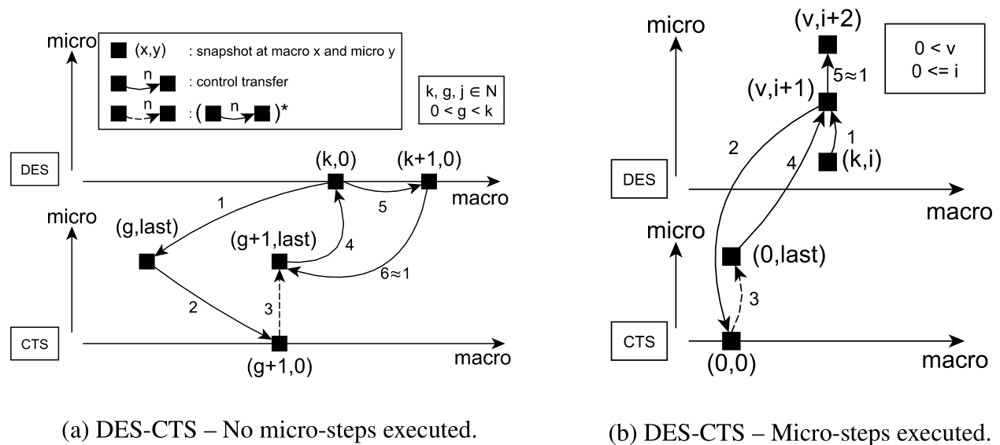 micro
(x,y) : snapshot at macro x and micro y
n
: control transfer
n
: ( n )*
k, g, j ∈ N
0 < g < k
DES
(k,0)
(k+1,0)
macro
1
5
micro
(g,last)
(g+1,last)
4
6≈1
2
3
CTS
macro
(g+1,0)
(a) DES-CTS – No micro-steps executed.
micro
(v,i+2)
0 < v
0 <= i
5≈1
(v,i+1)
2
1
4
(k,i)
DES
macro
micro
(0,last)
3
CTS
(0,0)
macro
(b) DES-CTS – Micro-steps executed.